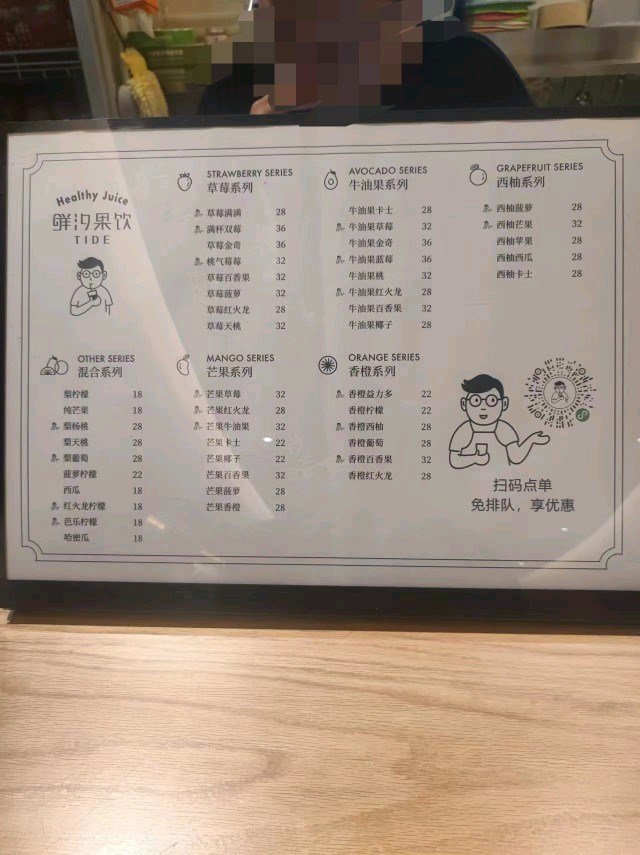 Healthy Juice
鲜汐果饮
TIDE
STRAWBERRY SERIES
草莓系列
草莓满满 28
满杯双莓 36
草莓金奇 36
桃气莓莓 32
草莓百香果 32
草莓菠萝 32
草莓红火龙 28
草莓天桃 32
AVOCADO SERIES
牛油果系列
牛油果卡士 28
牛油果草莓 32
牛油果金奇 36
牛油果蓝莓 36
牛油果桃 32
牛油果红火龙 28
牛油果百香果 32
牛油果椰子 28
GRAPEFRUIT SERIES
西柚系列
西柚菠萝 28
西柚芒果 32
西柚苹果 28
西柚西瓜 28
西柚卡士 28
OTHER SERIES
混合系列
梨柠檬 18
纯芒果 18
梨杨桃 28
梨天桃 28
梨葡萄 28
菠萝柠檬 22
西瓜 18
红火龙柠檬 18
芭乐柠檬 18
哈密瓜 18
MANGO SERIES
芒果系列
芒果草莓 32
芒果红火龙 28
芒果牛油果 32
芒果卡士 22
芒果椰子 22
芒果百香果 32
芒果菠萝 28
芒果香橙 28
ORANGE SERIES
香橙系列
香橙益力多 22
香橙柠檬 22
香橙西柚 28
香橙葡萄 28
香橙百香果 32
香橙红火龙 28
扫码点单
免排队，享优惠